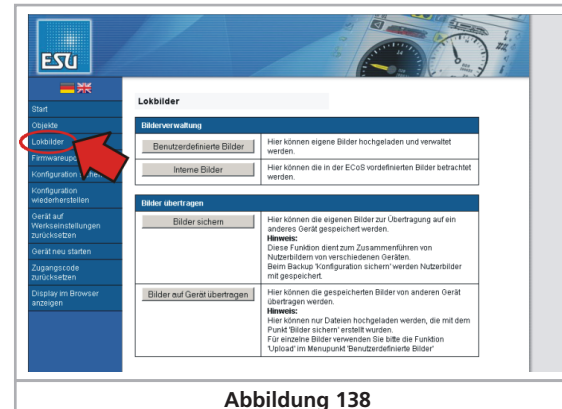 ESU
Start
Objekte
Lokbilder
Konfiguration
wiederherstellen
Gerät auf
Werkseinstellungen
zurücksetzen
Gerät neu starten
Zugangscode
zurücksetzen
Display im Browser
anzeigen
Lokbilder
Bilderverwaltung
Benutzerdefinierte Bilder
Hier können eigene Bilder hochgeladen und verwaltet
werden.
Interne Bilder
Hier können die in der ECoS vordefinierten Bilder betrachtet
werden.
Bilder übertragen
Bilder sichern
Hier können die eigenen Bilder zur Übertragung auf ein
anderes Gerät gespeichert werden.
Hinweis:
Diese Funktion dient zum Zusammenführen von
Nutzerbildern von verschiedenen Geräten.
Beim Backup 'Konfiguration sichern' werden Nutzerbilder
mit gespeichert.
Bilder auf Gerät übertragen
Hier können die gespeicherten Bilder von anderen Gerät
übertragen werden.
Hinweis:
Hier können nur Dateien hochgeladen werden, die mit dem
Punkt 'Bilder sichern' erstellt wurden.
Für einzelne Bilder verwenden Sie bitte die Funktion
'Upload' im Menupunkt 'Benutzerdefinierte Bilder'
Abbildung 138